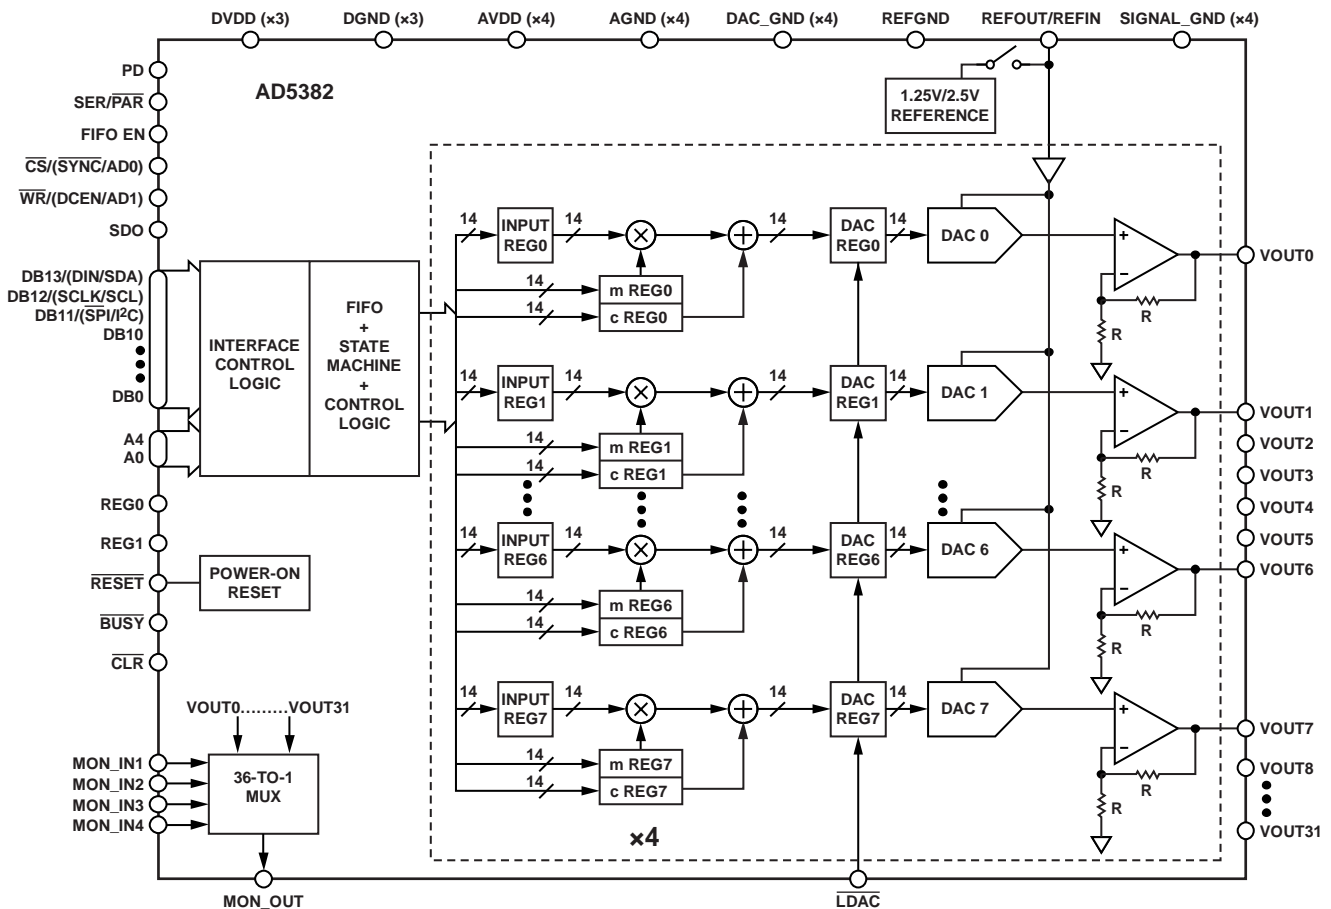 DVDD (×3) DGND (×3) AVDD (×4) AGND (×4) DAC_GND (×4) REFGND REFOUT/REFIN SIGNAL_GND (×4)
PD
SER/PAR
FIFO EN
CS/(SYNC/AD0)
WR/(DCEN/AD1)
SDO
DB13/(DIN/SDA)
DB12/(SCLK/SCL)
DB11/(SPI/I²C)
DB10
DB0
A4
A0
REG0
REG1
RESET
BUSY
CLR
AD5382
1.25V/2.5V
REFERENCE
INTERFACE
CONTROL
LOGIC
FIFO
+
STATE
MACHINE
+
CONTROL
LOGIC
POWER-ON
RESET
VOUT0.........VOUT31
MON_IN1
MON_IN2
MON_IN3
MON_IN4
36-TO-1
MUX
MON_OUT
14 INPUT 14 × + 14 DAC 14 DAC 0 +
REG0 REG0
– VOUT0
14 m REG0
14 c REG0
R
R
14 INPUT 14 × + 14 DAC 14 DAC 1 +
REG1 REG1
– VOUT1
14 m REG1
14 c REG1
R
R
VOUT2
VOUT3
VOUT4
VOUT5
14 INPUT 14 × + 14 DAC 14 DAC 6 +
REG6 REG6
– VOUT6
14 m REG6
14 c REG6
R
R
14 INPUT 14 × + 14 DAC 14 DAC 7 +
REG7 REG7
– VOUT7
14 m REG7
14 c REG7
R
R
VOUT8
VOUT31
×4
LDAC